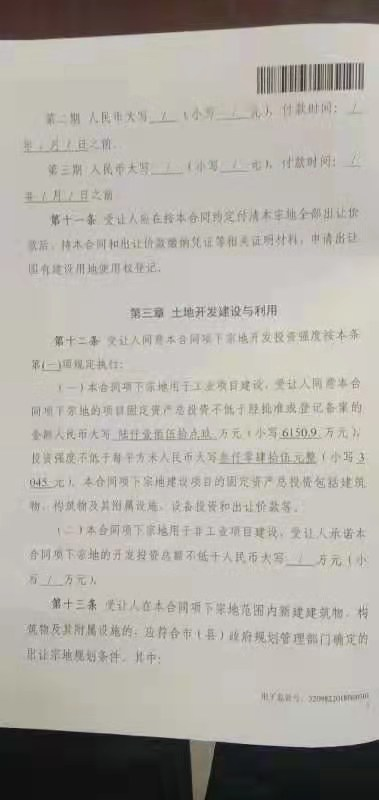 第二期 人民币大写 / (小写 / 元), 付款时间: /
年 / 月 / 日之前.
第三期 人民币大写 / (小写 / 元), 付款时间: /
年 / 月 / 日之前
第十一条 受让人应在按本合同约定付清本宗地全部出让价
款后, 持本合同和出让价款缴纳凭证等相关证明材料, 申请出让
国有建设用地使用权登记.
第三章 土地开发建设与利用
第十二条 受让人同意本合同项下宗地开发投资强度按本条
第(一)项规定执行:
(一)本合同项下宗地用于工业项目建设, 受让人同意本合
同项下宗地的项目固定资产总投资不低于经批准或登记备案的
金额人民币大写 陆仟壹佰伍拾点玖 万元 (小写 6150.9 万元),
投资强度不低于每平方米人民币大写叁仟零肆拾伍元整 (小写 3
045 元). 本合同项下宗地建设项目的固定资产总投资包括建筑
物、构筑物及其附属设施、设备投资和出让价款等。
(二)本合同项下宗地用于非工业项目建设, 受让人承诺本
合同项下宗地的开发投资总额不低于人民币大写 / 万元 (小
写 / 万元).
第十三条 受让人在本合同项下宗地范围内新建建筑物、构
筑物及其附属设施的, 应符合市(县)政府规划管理部门确定的
出让宗地规划条件. 其中:
电子监管号: